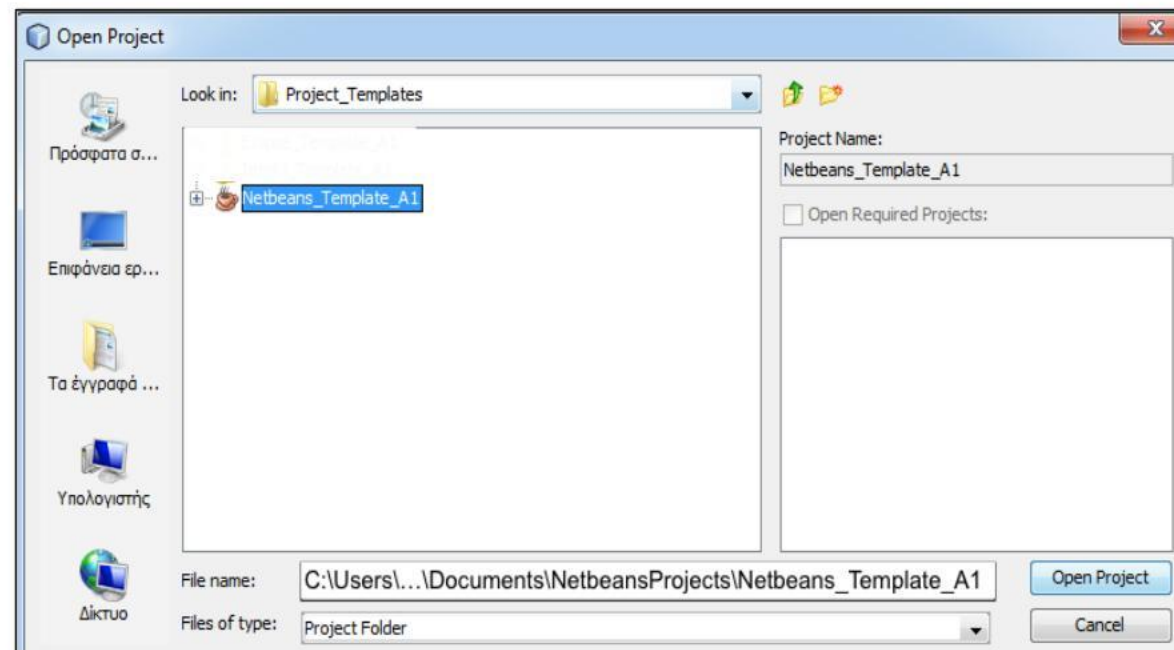 Open Project
Look in:
Project_Templates
Πρόσφατα σ...
Επιφάνεια ερ...
Τα έγγραφά ...
Υπολογιστής
Δίκτυο
Netbeans_Template_A1
Project Name:
Netbeans_Template_A1
Open Required Projects:
File name:
C:\Users\...\Documents\NetbeansProjects\Netbeans_Template_A1
Open Project
Files of type:
Project Folder
Cancel